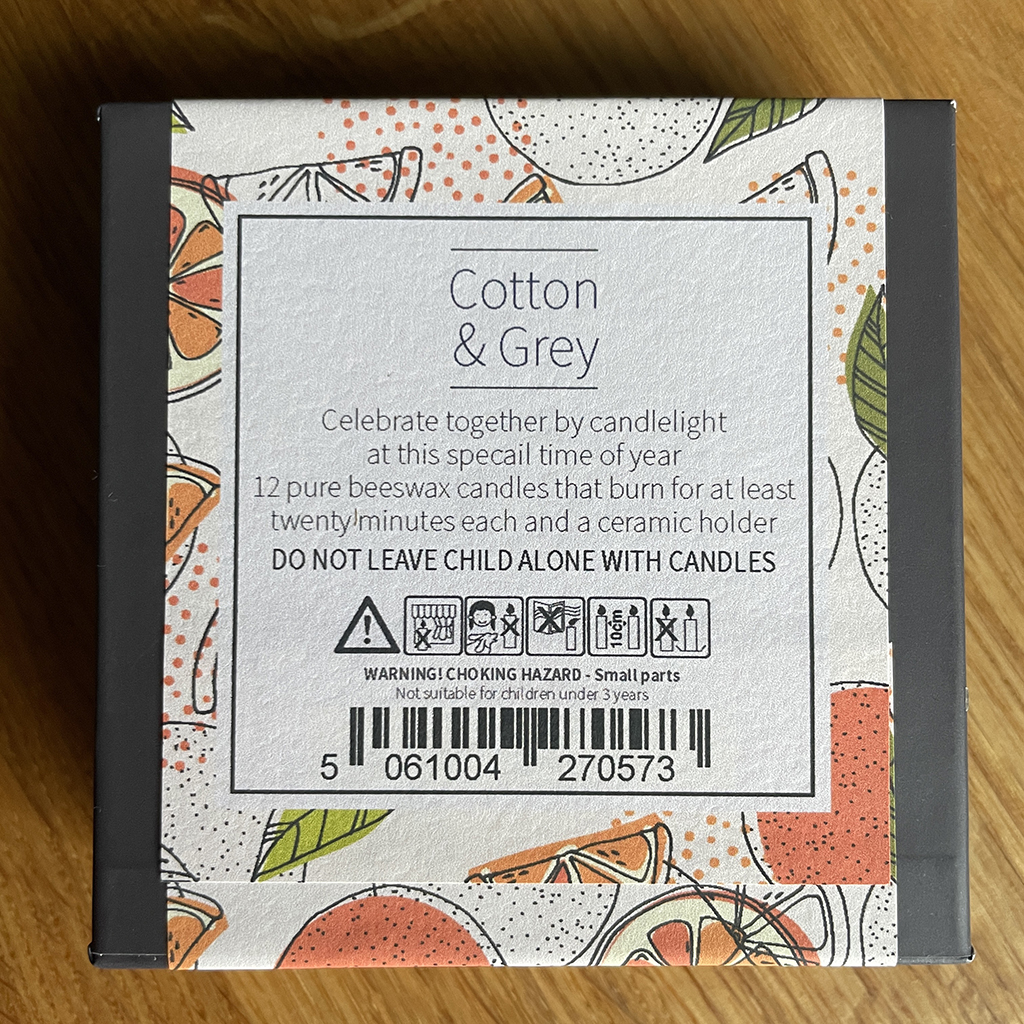 Cotton
& Grey
Celebrate together by candlelight
at this specail time of year
12 pure beeswax candles that burn for at least
twenty minutes each and a ceramic holder
DO NOT LEAVE CHILD ALONE WITH CANDLES
10cm
WARNING! CHOKING HAZARD - Small parts
Not suitable for children under 3 years
5 061004 270573